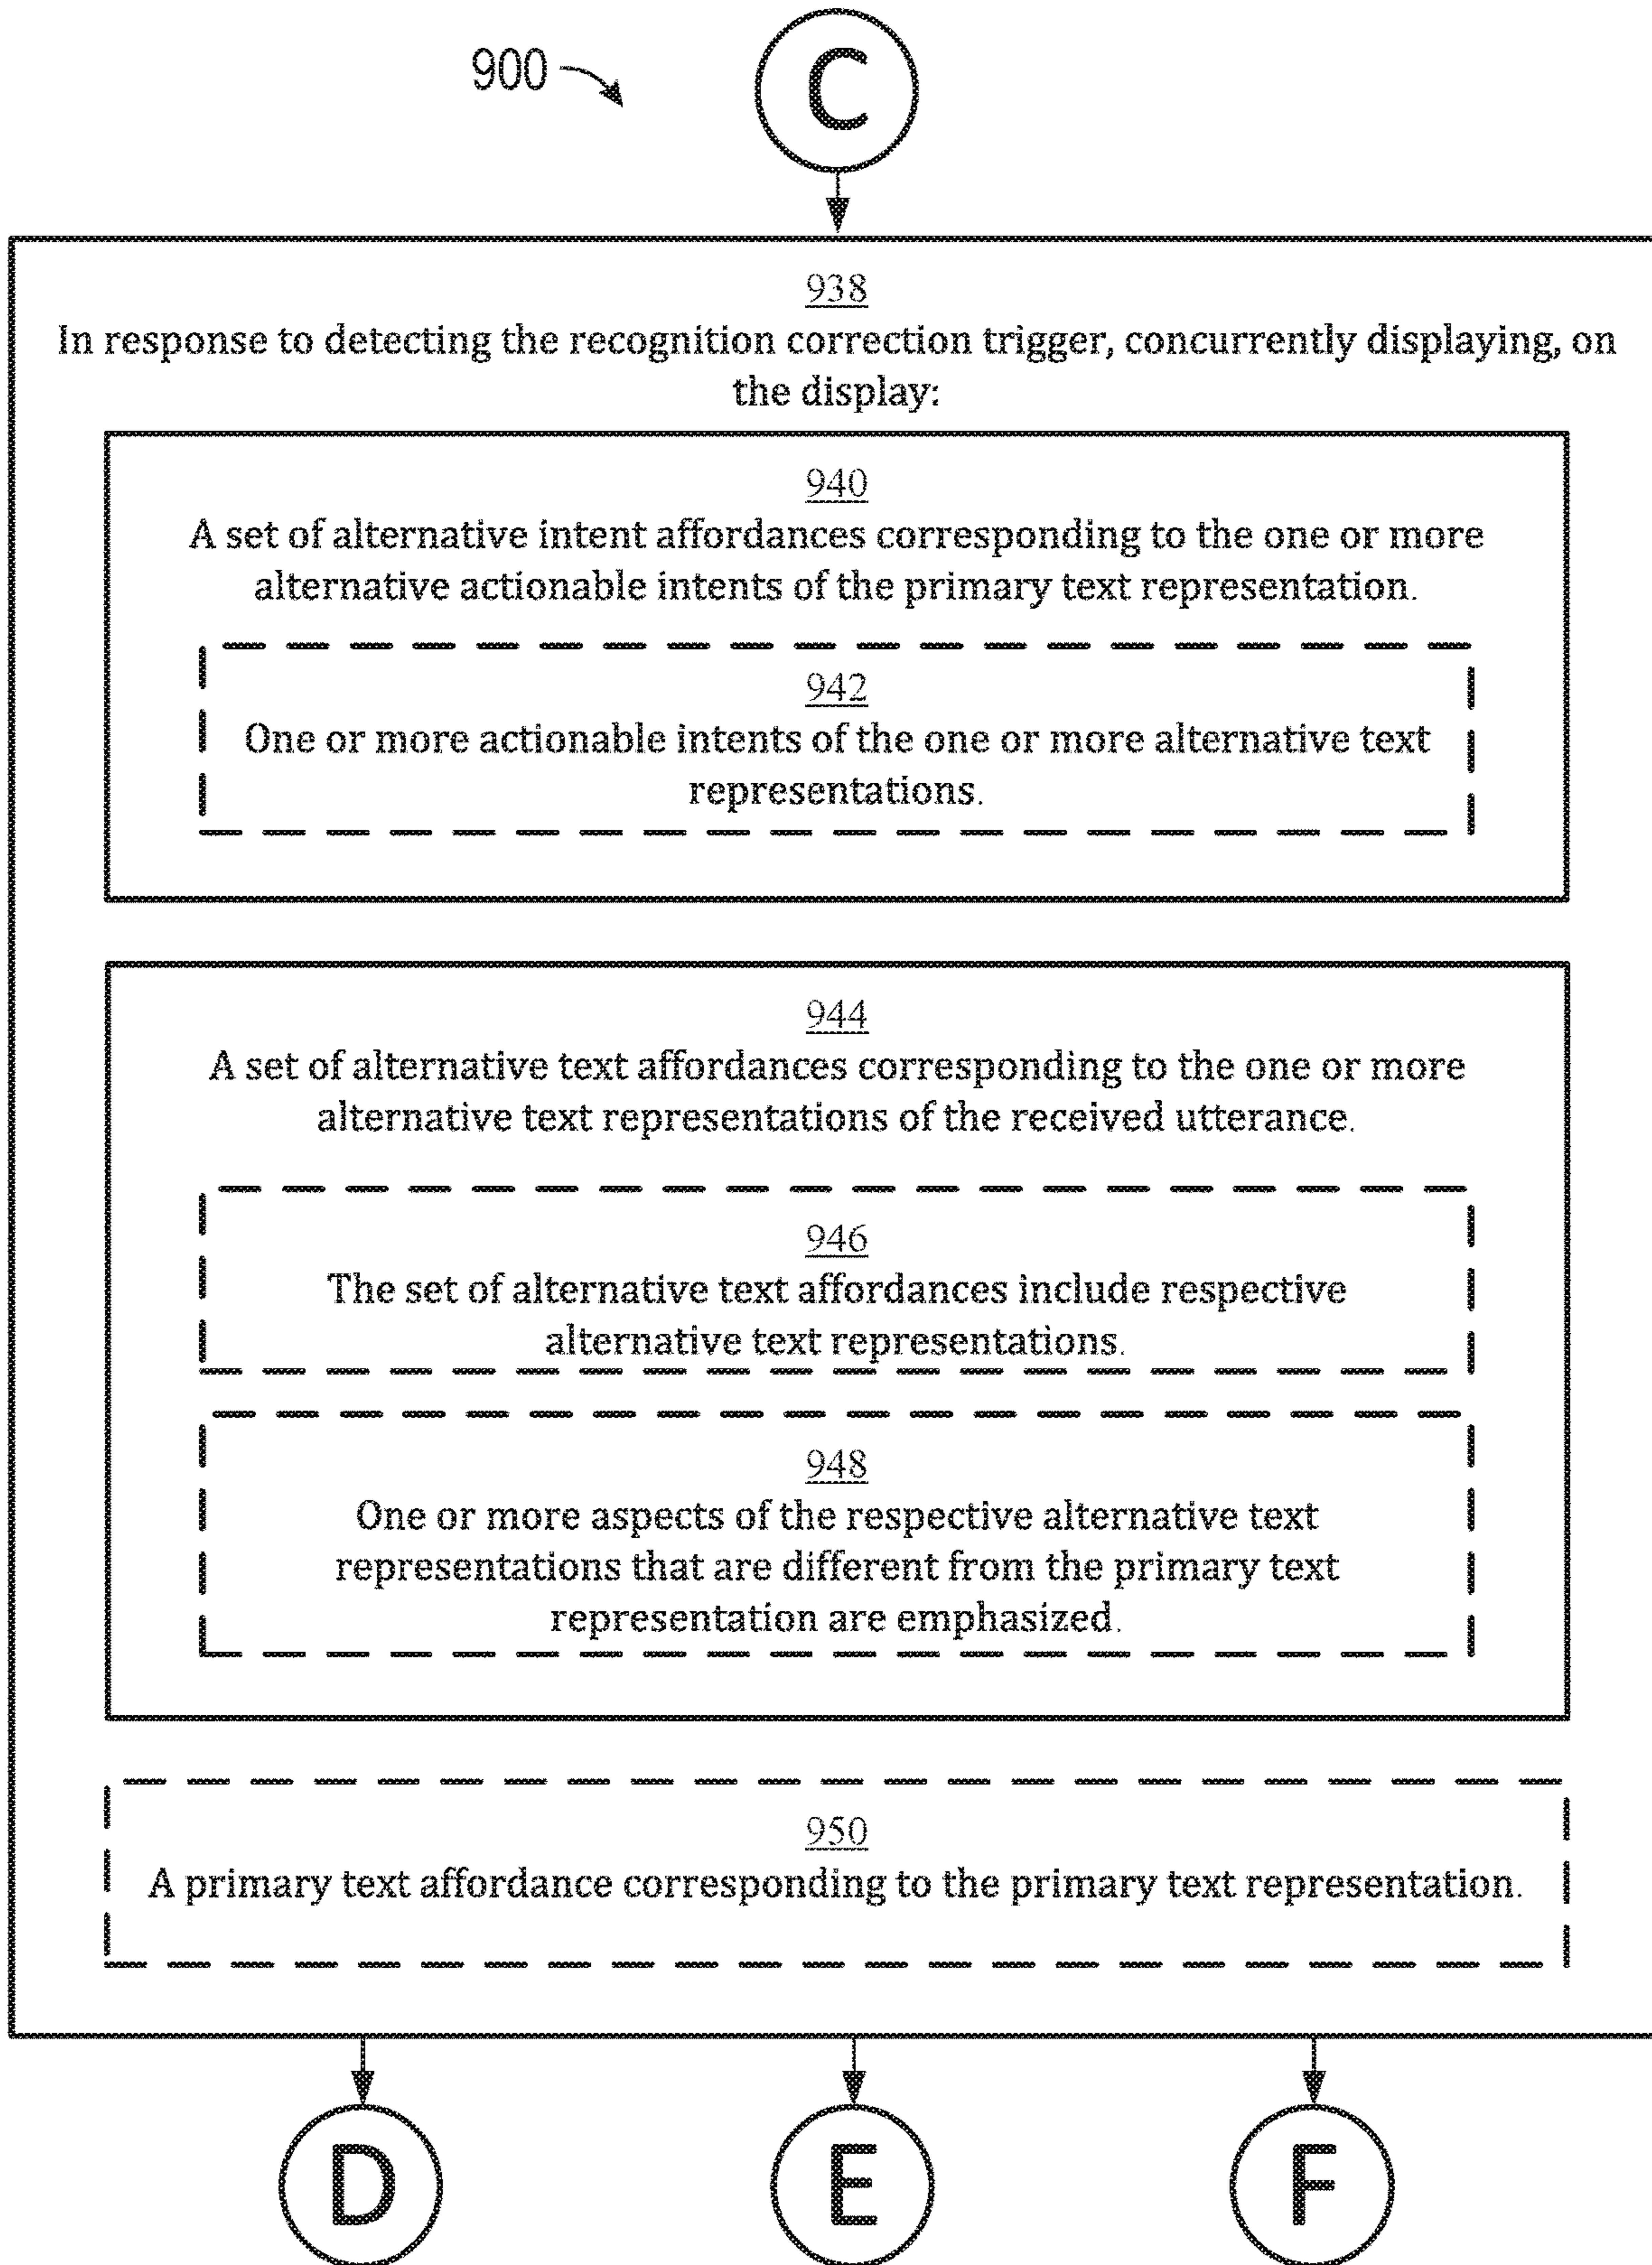 900
C
938
In response to detecting the recognition correction trigger, concurrently displaying, on
the display:
940
A set of alternative intent affordances corresponding to the one or more
alternative actionable intents of the primary text representation.
942
One or more actionable intents of the one or more alternative text
representations.
944
A set of alternative text affordances corresponding to the one or more
alternative text representations of the received utterance.
946
The set of alternative text affordances include respective
alternative text representations.
948
One or more aspects of the respective alternative text
representations that are different from the primary text
representation are emphasized.
950
A primary text affordance corresponding to the primary text representation.
D
E
F